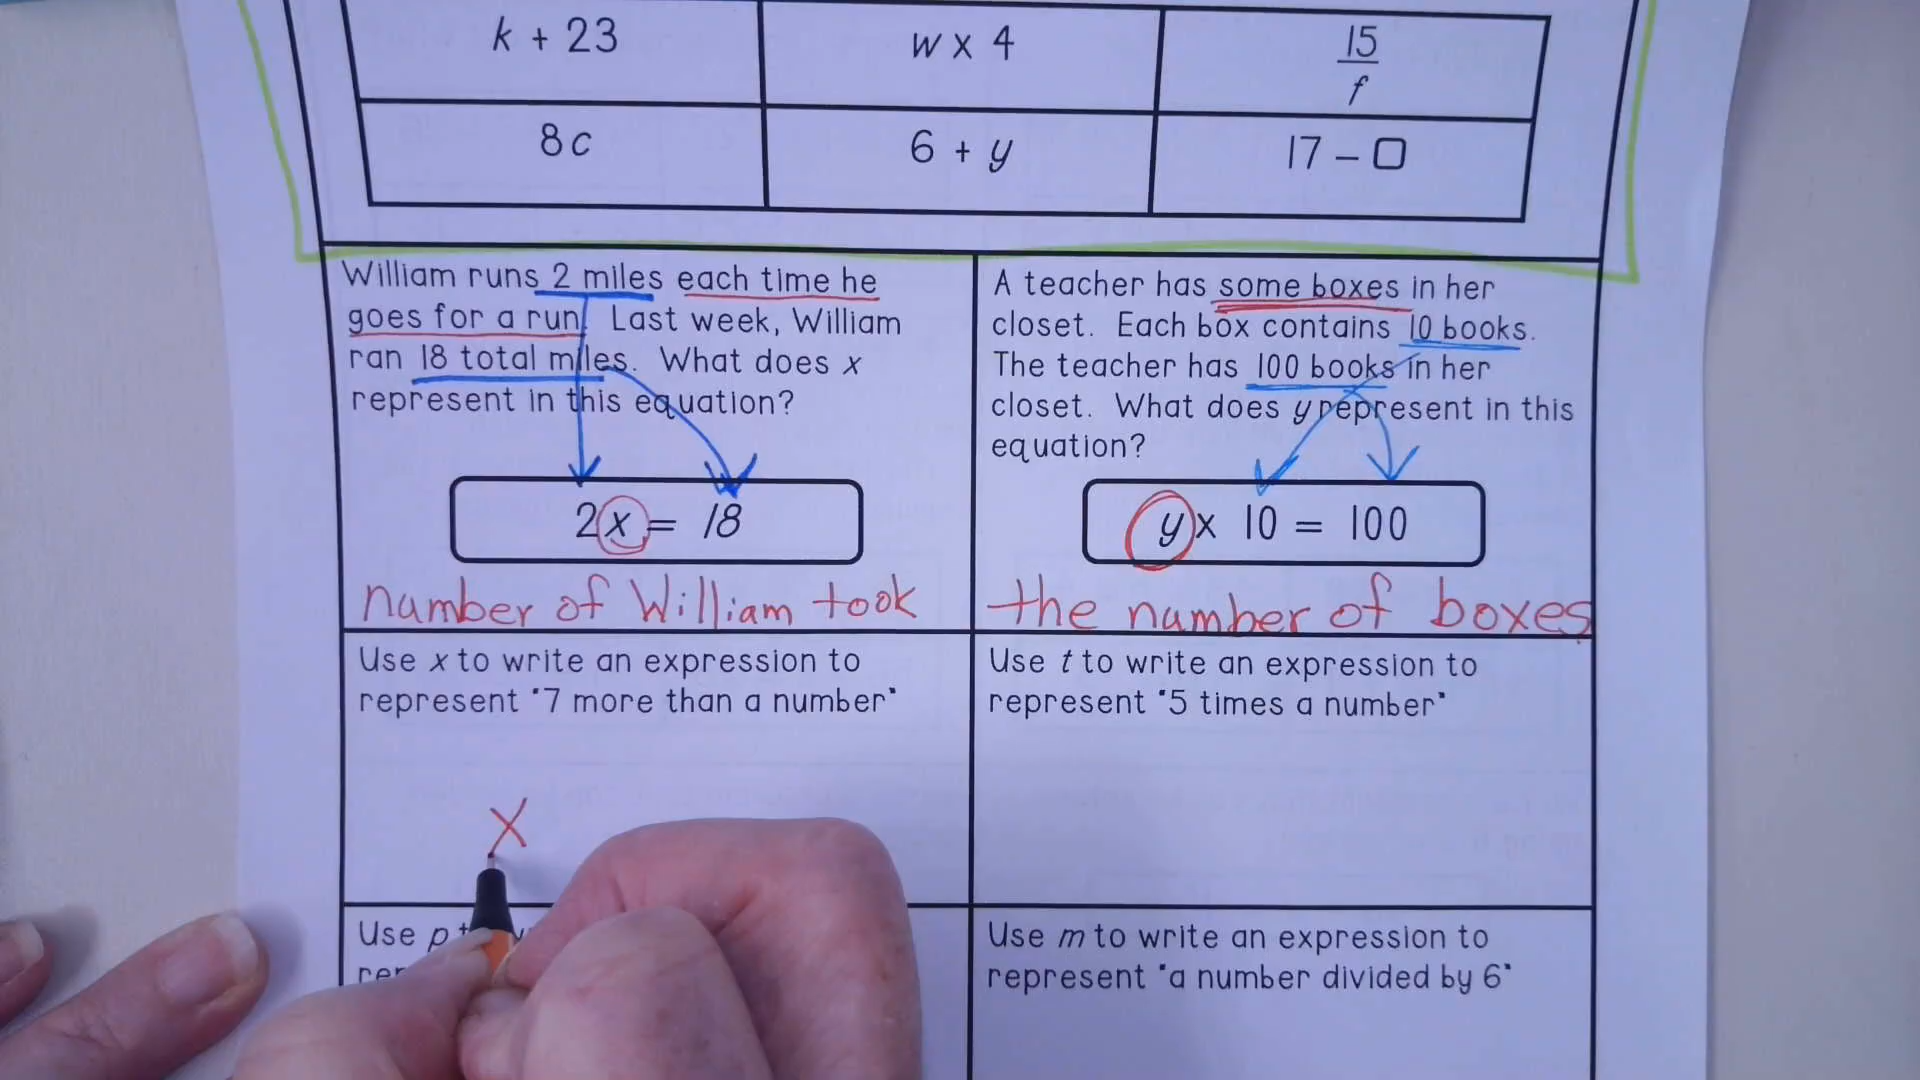 k + 23
w x 4
15
f
8c
6 + y
17 – □
William runs 2 miles each time he
goes for a run. Last week, William
ran 18 total miles. What does x
represent in this equation?
2x = 18
number of William took
A teacher has some boxes in her
closet. Each box contains 10 books.
The teacher has 100 books in her
closet. What does y represent in this
equation?
y x 10 = 100
the number of boxes
Use x to write an expression to
represent "7 more than a number"
X
Use t to write an expression to
represent "5 times a number"
Use p
Use m to write an expression to
represent "a number divided by 6"